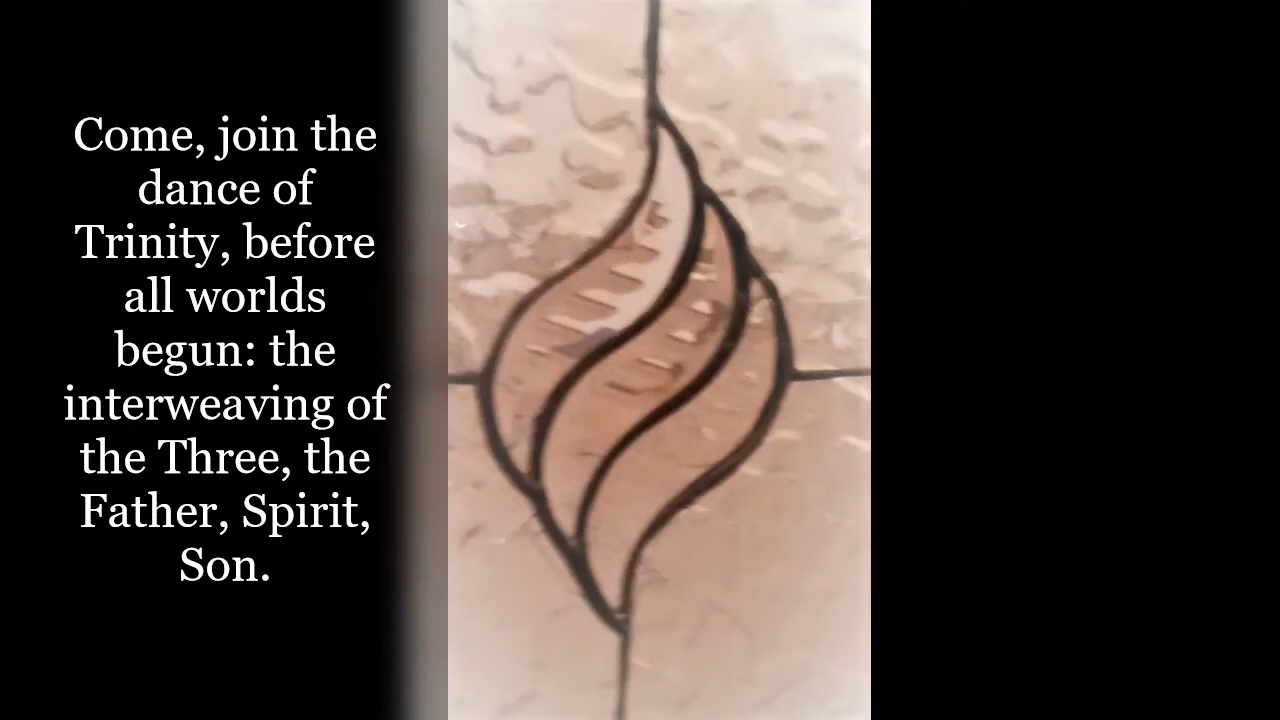 Come, join the
dance of
Trinity, before
all worlds
begun: the
interweaving of
the Three, the
Father, Spirit,
Son.